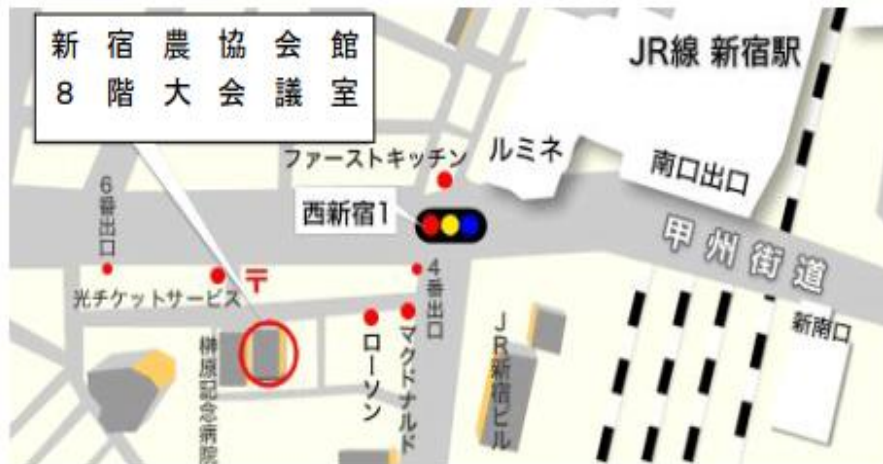 新宿農協会館
8階大会議室
JR線 新宿駅
ルミネ
ファーストキッチン
南口出口
6番出口
西新宿1
甲州街道
4番出口
光チケットサービス
〒
新南口
榊原記念病院
ローソン
マクドナルド
JR新宿ビル